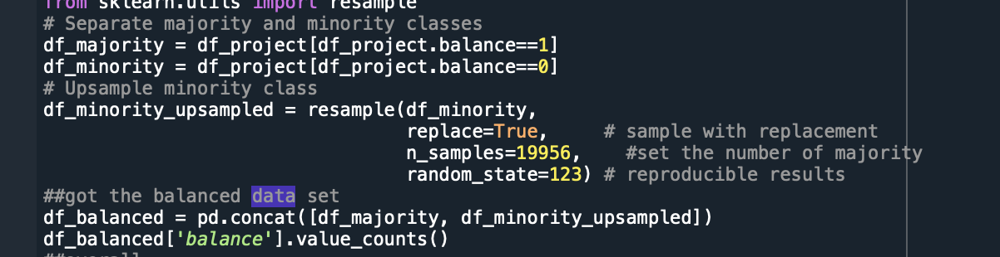 from sklearn.utils import resample
# Separate majority and minority classes
df_majority = df_project[df_project.balance==1]
df_minority = df_project[df_project.balance==0]
# Upsample minority class
df_minority_upsampled = resample(df_minority,
replace=True,     # sample with replacement
n_samples=19956,    #set the number of majority
random_state=123) # reproducible results
##got the balanced data set
df_balanced = pd.concat([df_majority, df_minority_upsampled])
df_balanced['balance'].value_counts()